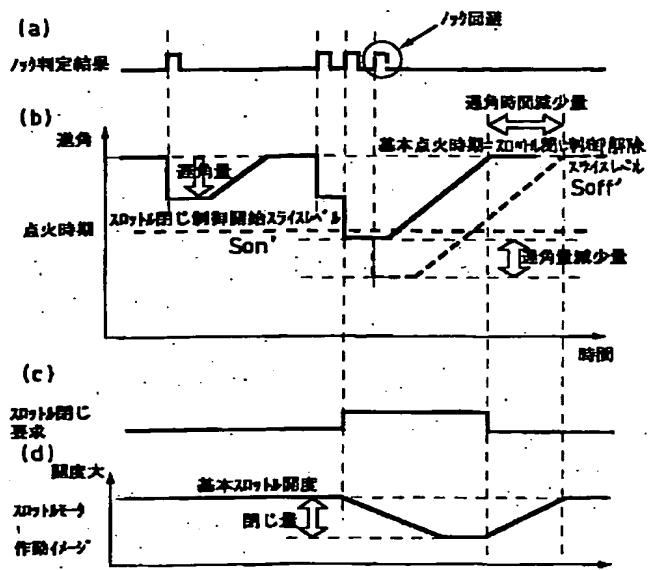 (a)
ノック回避
ノック判定結果
(b)
遅角時間減少量
進角
基本点火時期=スロットル閉じ制御解除
スライスレベル
Soff'
遅角量
スロットル閉じ制御開始スライスレベル
点火時期
Son'
遅角量減少量
時間
(c)
スロットル閉じ
要求
(d)
開度大
基本スロットル開度
スロットルモータ
閉じ量
作動イメージ